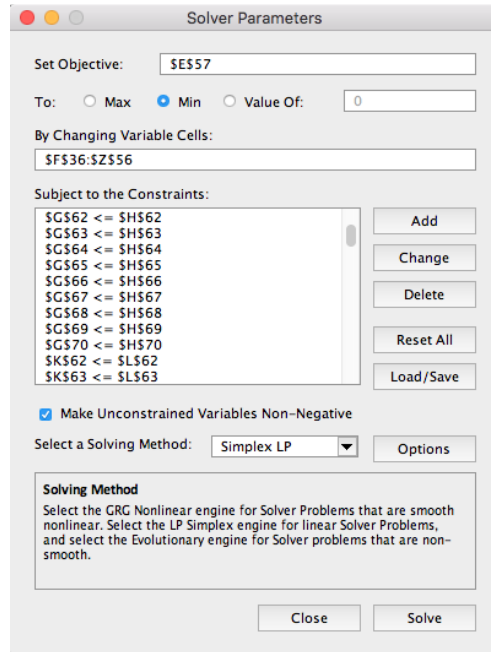 Solver Parameters
Set Objective: $E$57
To: Max Min Value Of: 0
By Changing Variable Cells:
$F$36:$Z$56
Subject to the Constraints:
$G$62 <= $H$62
$G$63 <= $H$63
$G$64 <= $H$64
$G$65 <= $H$65
$G$66 <= $H$66
$G$67 <= $H$67
$G$68 <= $H$68
$G$69 <= $H$69
$G$70 <= $H$70
$K$62 <= $L$62
$K$63 <= $L$63
Add
Change
Delete
Reset All
Load/Save
Make Unconstrained Variables Non-Negative
Select a Solving Method: Simplex LP Options
Solving Method
Select the GRG Nonlinear engine for Solver Problems that are smooth
nonlinear. Select the LP Simplex engine for linear Solver Problems,
and select the Evolutionary engine for Solver problems that are non-
smooth.
Close Solve